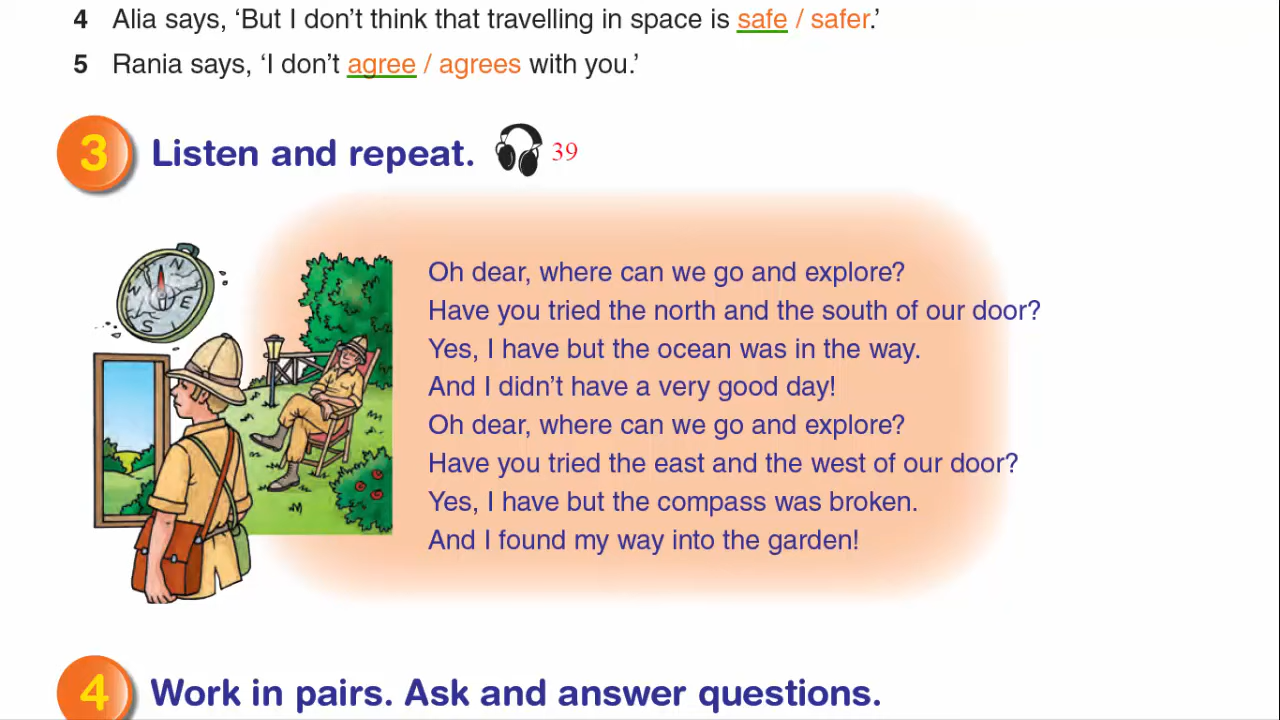 4 Alia says, ‘But I don’t think that travelling in space is safe / safer.’
5 Rania says, ‘I don’t agree / agrees with you.’
3 Listen and repeat. 39
N
W
E
S
Oh dear, where can we go and explore?
Have you tried the north and the south of our door?
Yes, I have but the ocean was in the way.
And I didn’t have a very good day!
Oh dear, where can we go and explore?
Have you tried the east and the west of our door?
Yes, I have but the compass was broken.
And I found my way into the garden!
4 Work in pairs. Ask and answer questions.